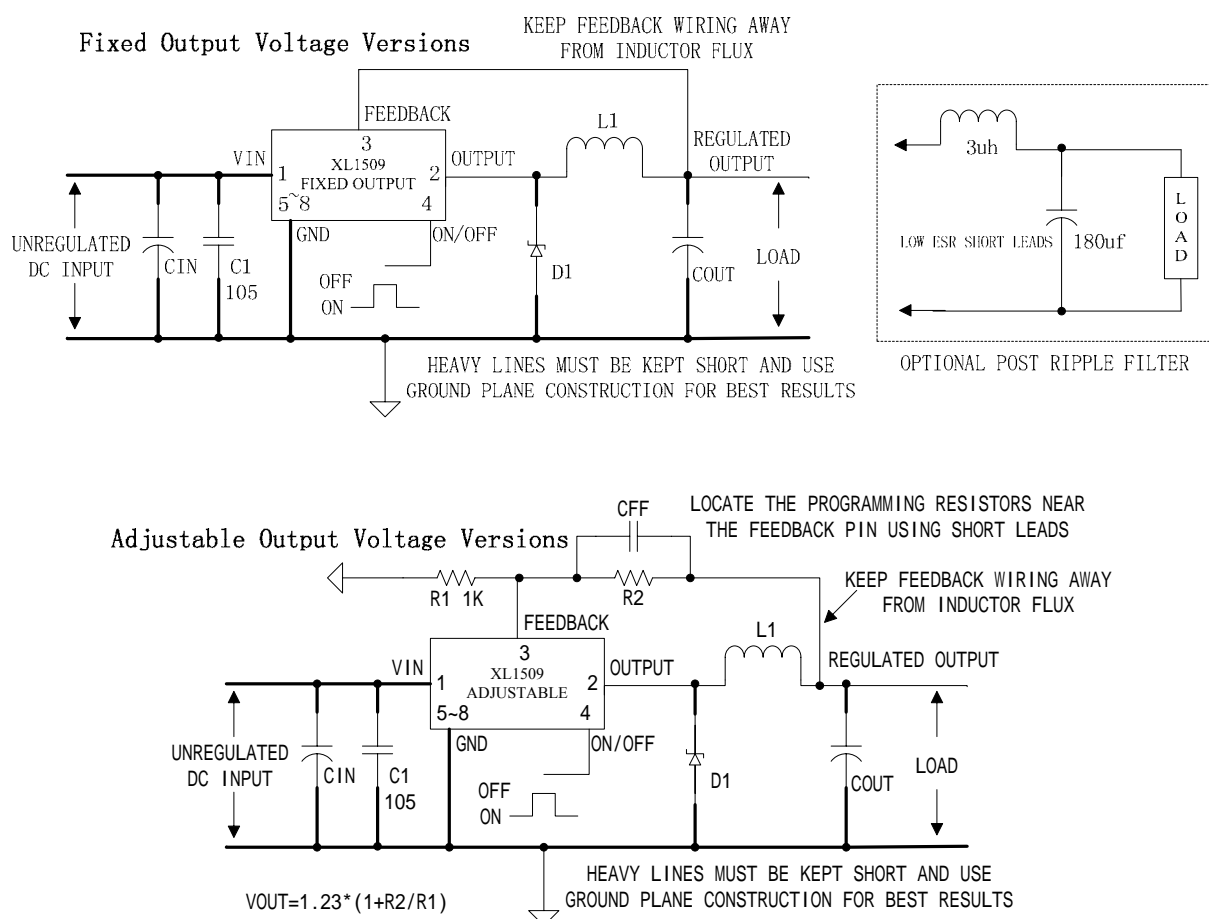 Fixed Output Voltage Versions
KEEP FEEDBACK WIRING AWAY
FROM INDUCTOR FLUX
FEEDBACK
3
XL1509
FIXED OUTPUT
VIN
1
OUTPUT
2
5~8
4
GND
ON/OFF
L1
REGULATED
OUTPUT
UNREGULATED
DC INPUT
CIN
C1
105
OFF
ON
D1
COUT
LOAD
HEAVY LINES MUST BE KEPT SHORT AND USE
GROUND PLANE CONSTRUCTION FOR BEST RESULTS
3uh
LOW ESR SHORT LEADS
180uf
LOAD
OPTIONAL POST RIPPLE FILTER
Adjustable Output Voltage Versions
CFF
LOCATE THE PROGRAMMING RESISTORS NEAR
THE FEEDBACK PIN USING SHORT LEADS
R1 1K
R2
KEEP FEEDBACK WIRING AWAY
FROM INDUCTOR FLUX
FEEDBACK
3
XL1509
ADJUSTABLE
VIN
1
OUTPUT
2
5~8
4
GND
ON/OFF
L1
REGULATED OUTPUT
UNREGULATED
DC INPUT
CIN
C1
105
OFF
ON
D1
COUT
LOAD
HEAVY LINES MUST BE KEPT SHORT AND USE
GROUND PLANE CONSTRUCTION FOR BEST RESULTS
VOUT=1.23*(1+R2/R1)